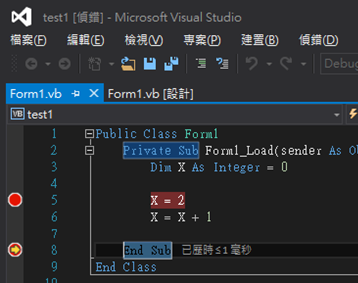 test1 [偵錯] - Microsoft Visual Studio
檔案(F) 編輯(E) 檢視(V) 專案(P) 建置(B) 偵錯(D)
Debug
Form1.vb Form1.vb [設計]
VB test1
1 Public Class Form1
2 Private Sub Form1_Load(sender As Ob
3 Dim X As Integer = 0
4
5 X = 2
6 X = X + 1
7
8 End Sub 已歷時 ≤ 1 毫秒
9 End Class